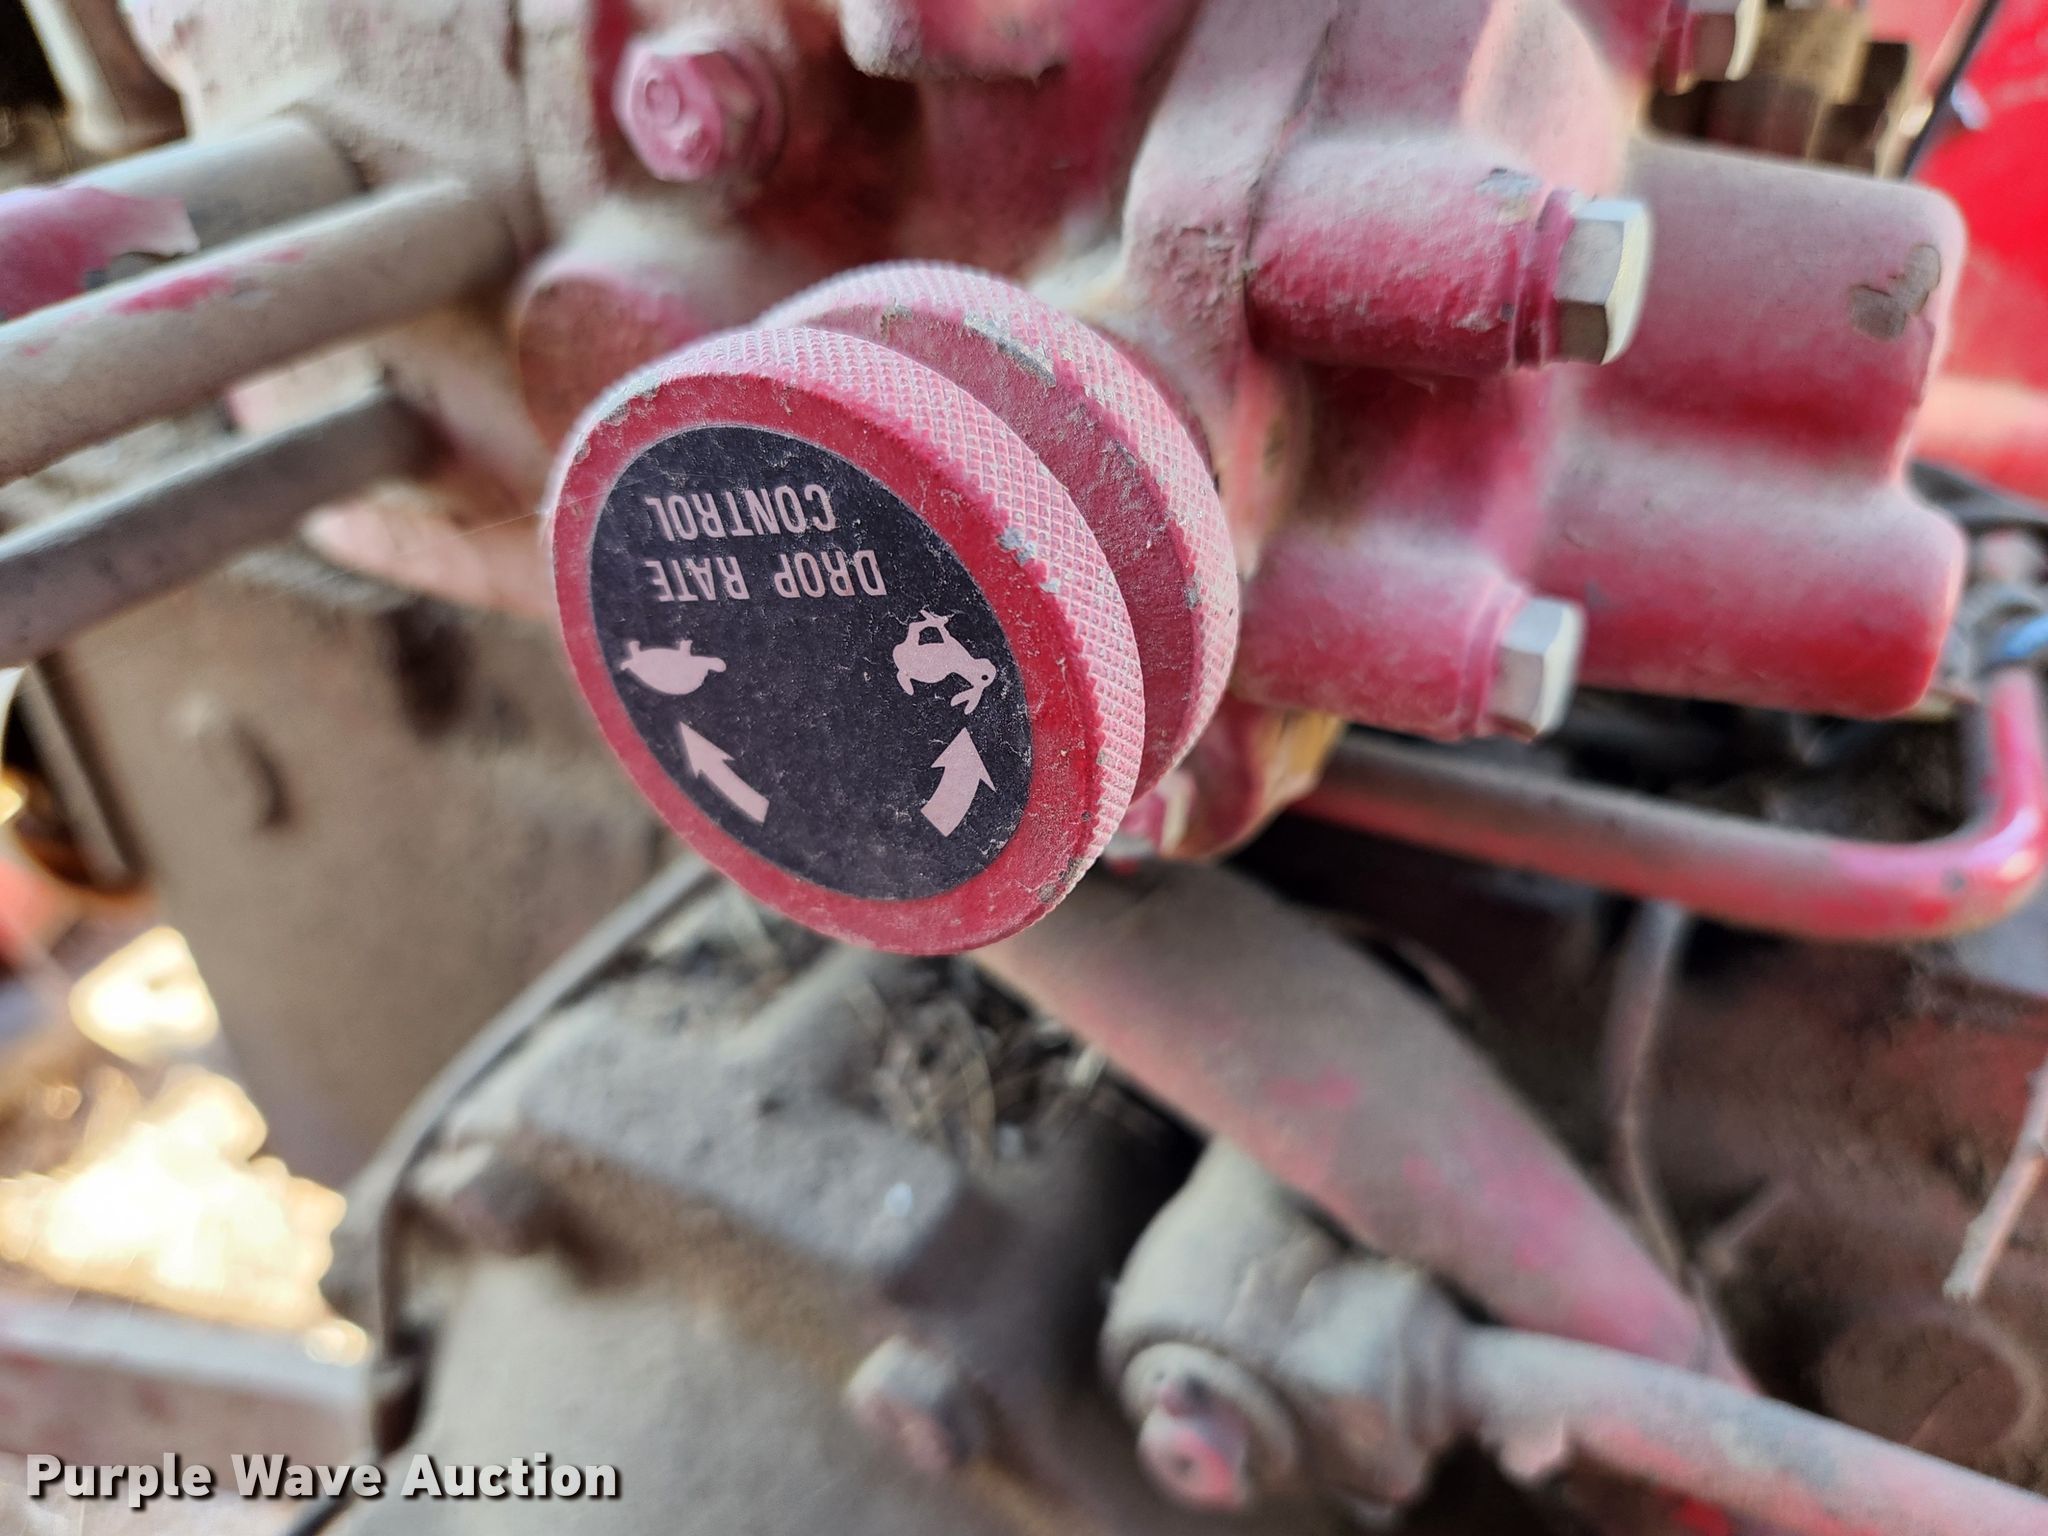 DROP RATE
CONTROL
Purple Wave Auction